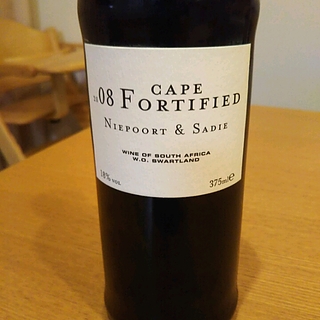 CAPE
2008 FORTIFIED
NIEPOORT & SADIE
WINE OF SOUTH AFRICA
W.O. SWARTLAND
18% VOL 375ml℮